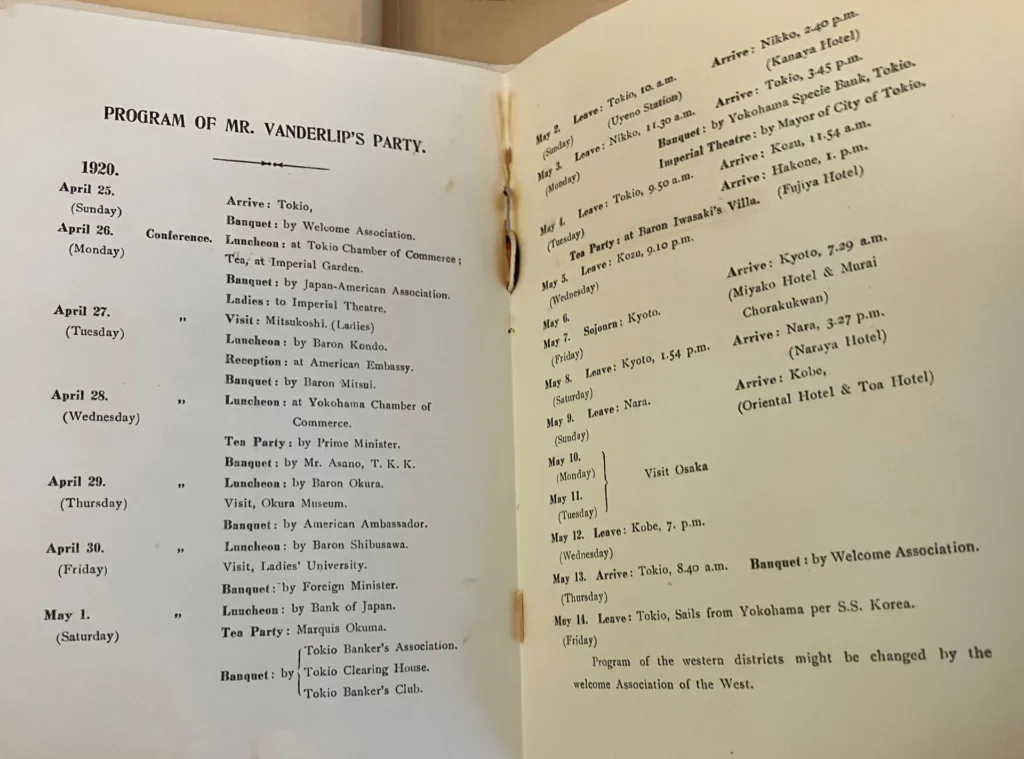 PROGRAM OF MR. VANDERLIP'S PARTY.
1920.
April 25. Arrive: Tokio,
(Sunday) Banquet: by Welcome Association.
April 26. Conference. Luncheon: at Tokio Chamber of Commerce;
(Monday) Tea, at Imperial Garden.
Banquet: by Japan-American Association.
Ladies: to Imperial Theatre.
April 27. „ Visit: Mitsukoshi. (Ladies)
(Tuesday) Luncheon: by Baron Kondo.
Reception: at American Embassy.
Banquet: by Baron Mitsui.
April 28. „ Luncheon: at Yokohama Chamber of
(Wednesday) Commerce.
Tea Party: by Prime Minister.
Banquet: by Mr. Asano, T. K. K.
April 29. „ Luncheon: by Baron Okura.
(Thursday) Visit, Okura Museum.
Banquet: by American Ambassador.
April 30. „ Luncheon: by Baron Shibusawa.
(Friday) Visit, Ladies' University.
Banquet: by Foreign Minister.
May 1. „ Luncheon: by Bank of Japan.
(Saturday) Tea Party: Marquis Okuma.
Tokio Banker's Association.
Banquet: by Tokio Clearing House.
Tokio Banker's Club.
May 2. Leave: Tokio, 10. a.m. Arrive: Nikko, 2.40 p.m.
(Sunday) (Uyeno Station) (Kanaya Hotel)
May 3. Leave: Nikko, 11.30 a.m. Arrive: Tokio, 3.45 p.m.
(Monday) Banquet: by Yokohama Specie Bank, Tokio.
Imperial Theatre: by Mayor of City of Tokio.
May 4. Leave: Tokio, 9.50 a.m. Arrive: Kozu, 11.54 a.m.
(Tuesday) Arrive: Hakone, 1. p.m.
Tea Party: at Baron Iwasaki's Villa. (Fujiya Hotel)
May 5. Leave: Kozu, 9.10 p.m.
(Wednesday)
May 6. Arrive: Kyoto, 7.29 a.m.
May 7. Sojourn: Kyoto. (Miyako Hotel & Murai
(Friday) Chorakukwan)
May 8. Leave: Kyoto, 1.54 p.m. Arrive: Nara, 3.27 p.m.
(Saturday) (Naraya Hotel)
May 9. Leave: Nara. Arrive: Kobe,
(Sunday) (Oriental Hotel & Toa Hotel)
May 10.
(Monday) Visit Osaka
May 11.
(Tuesday)
May 12. Leave: Kobe, 7. p.m.
(Wednesday)
May 13. Arrive: Tokio, 8.40 a.m. Banquet: by Welcome Association.
(Thursday)
May 14. Leave: Tokio, Sails from Yokohama per S.S. Korea.
(Friday)
Program of the western districts might be changed by the
welcome Association of the West.